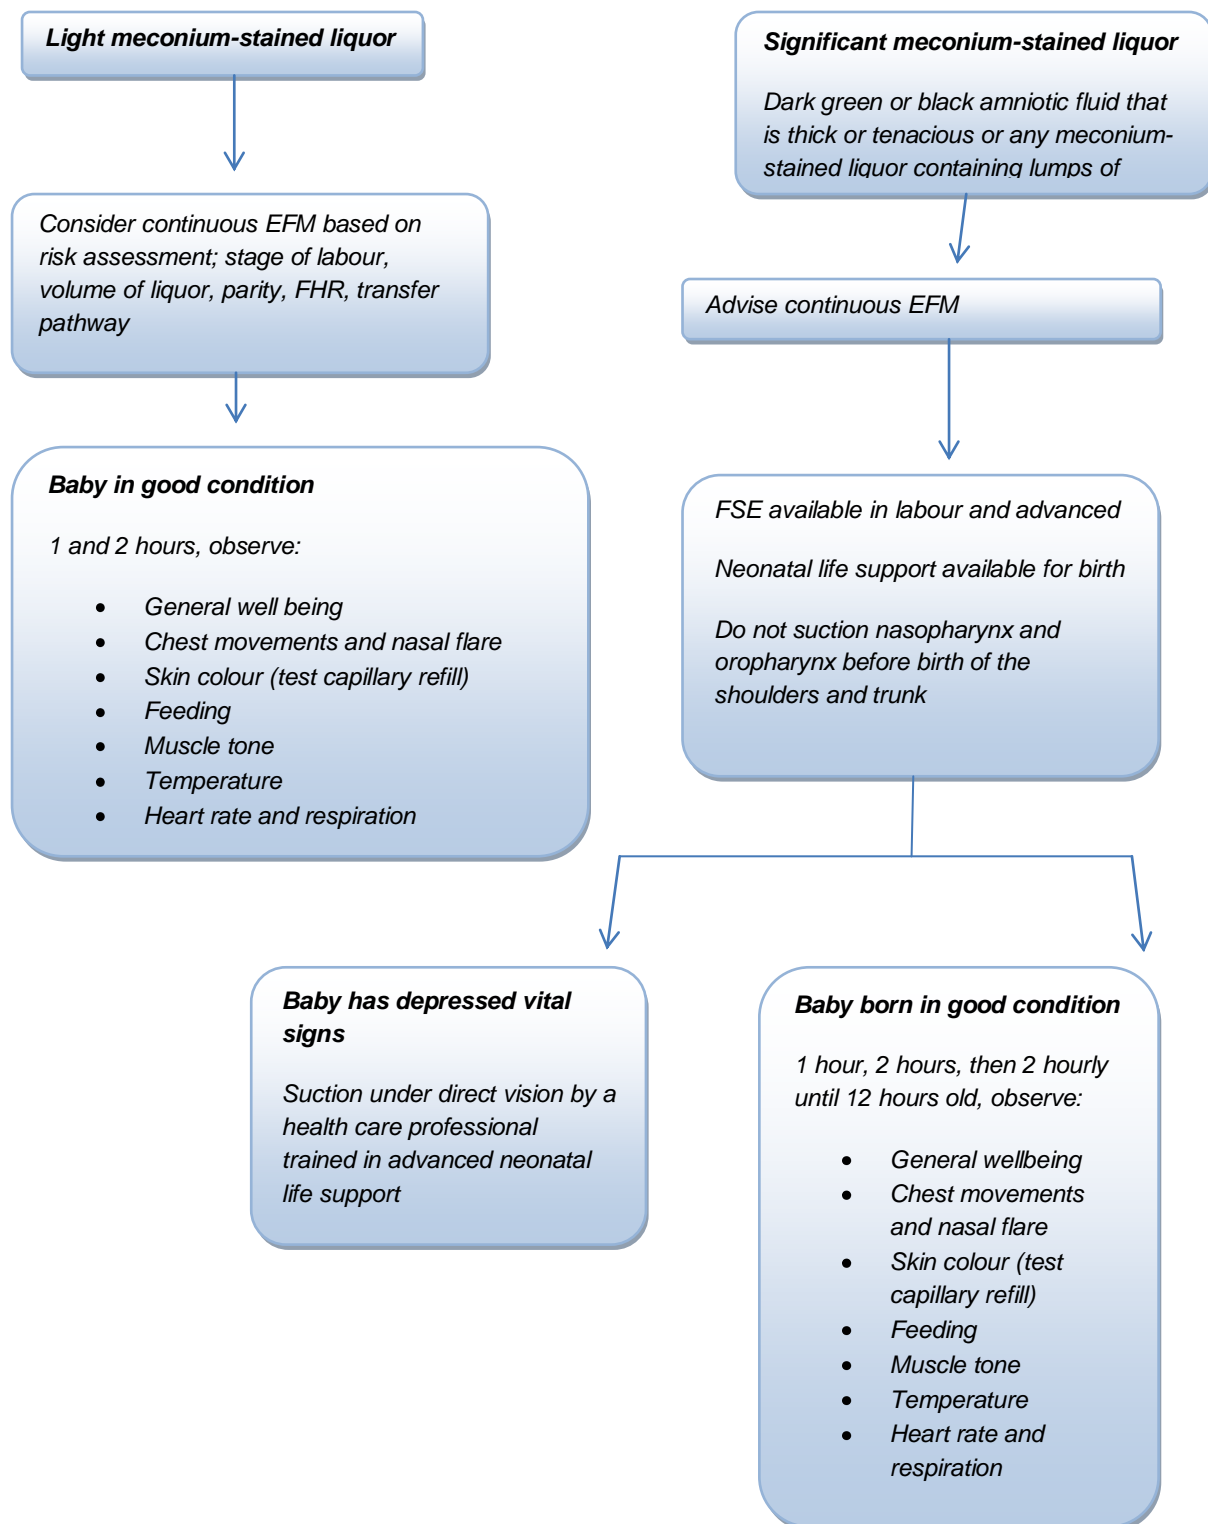 Light meconium-stained liquor
Consider continuous EFM based on
risk assessment; stage of labour,
volume of liquor, parity, FHR, transfer
pathway
Baby in good condition
1 and 2 hours, observe:
• General well being
• Chest movements and nasal flare
• Skin colour (test capillary refill)
• Feeding
• Muscle tone
• Temperature
• Heart rate and respiration
Significant meconium-stained liquor
Dark green or black amniotic fluid that
is thick or tenacious or any meconium-
stained liquor containing lumps of
Advise continuous EFM
FSE available in labour and advanced
Neonatal life support available for birth
Do not suction nasopharynx and
oropharynx before birth of the
shoulders and trunk
Baby has depressed vital
signs
Suction under direct vision by a
health care professional
trained in advanced neonatal
life support
Baby born in good condition
1 hour, 2 hours, then 2 hourly
until 12 hours old, observe:
• General wellbeing
• Chest movements
and nasal flare
• Skin colour (test
capillary refill)
• Feeding
• Muscle tone
• Temperature
• Heart rate and
respiration